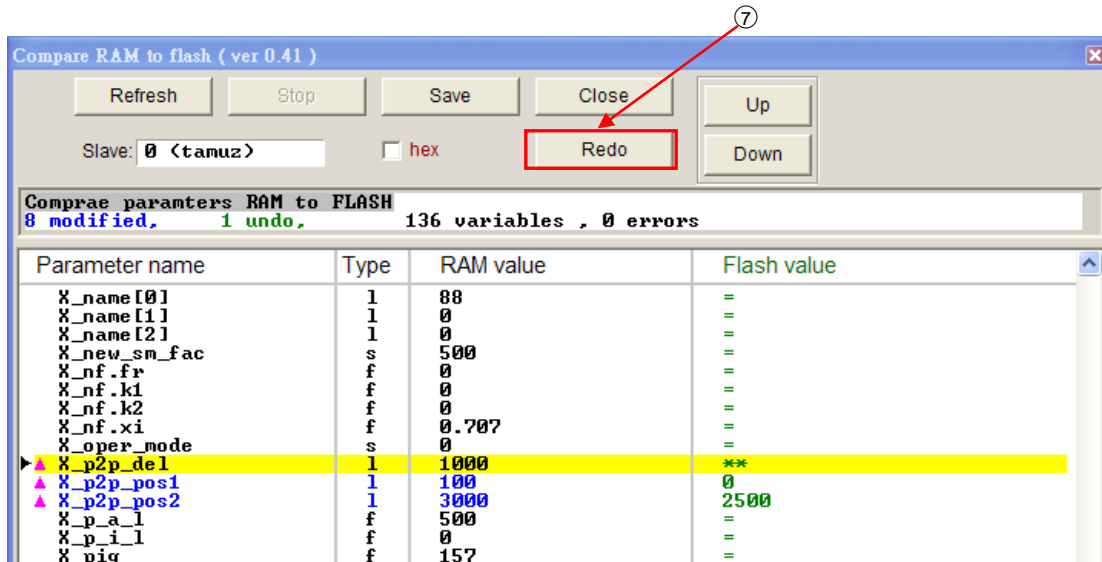 ⑦
Compare RAM to flash ( ver 0.41 )
Refresh Stop Save Close Up
Slave: 0 (tamuz) hex Redo Down
Comprae paramters RAM to FLASH
8 modified, 1 undo, 136 variables , 0 errors
Parameter name Type RAM value Flash value
X_name[0] l 88 =
X_name[1] l 0 =
X_name[2] l 0 =
X_new_sm_fac s 500 =
X_nf.fr f 0 =
X_nf.k1 f 0 =
X_nf.k2 f 0 =
X_nf.xi f 0.707 =
X_oper_mode s 0 =
X_p2p_del l 1000 **
X_p2p_pos1 l 100 0
X_p2p_pos2 l 3000 2500
X_p_a_l f 500 =
X_p_i_l f 0 =
X_pig f 157 =